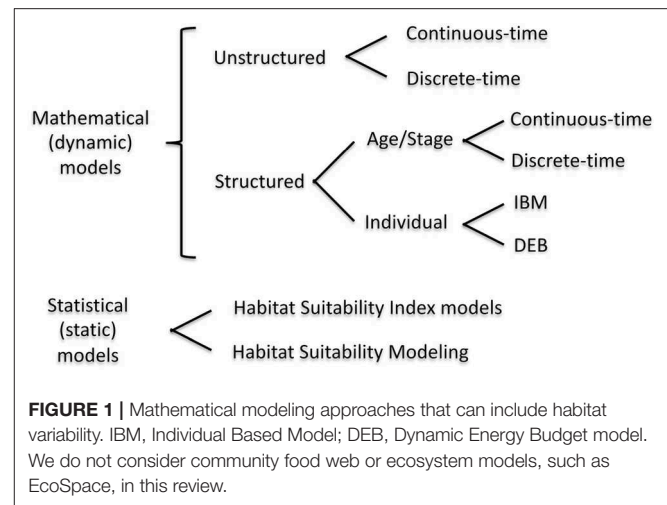 Continuous-time
Unstructured
Discrete-time
Mathematical
(dynamic)
models
Continuous-time
Age/Stage
Discrete-time
Structured
IBM
Individual
DEB
Statistical
(static)
models
Habitat Suitability Index models
Habitat Suitability Modeling
FIGURE 1 | Mathematical modeling approaches that can include habitat
variability. IBM, Individual Based Model; DEB, Dynamic Energy Budget model.
We do not consider community food web or ecosystem models, such as
EcoSpace, in this review.